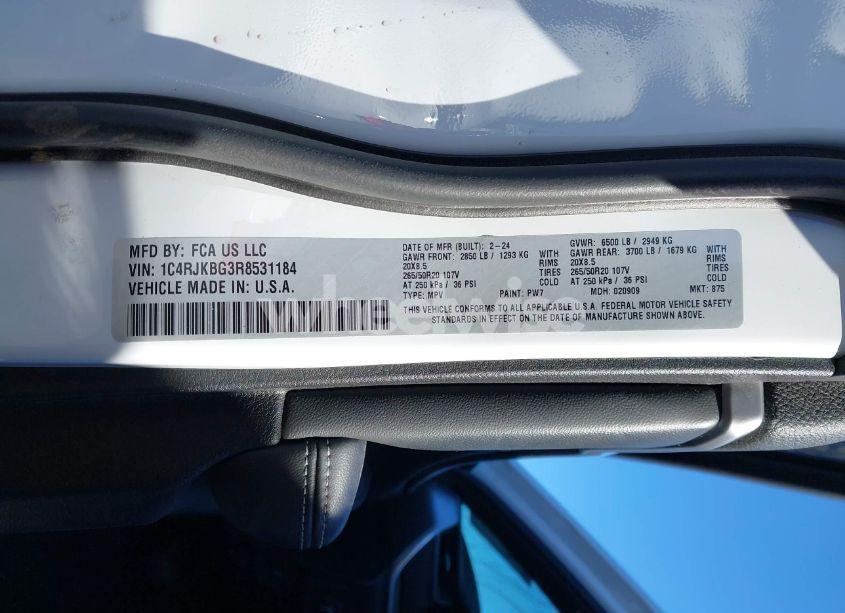 MFD BY: FCA US LLC
VIN: 1C4RJKBG3R8531184
VEHICLE MADE IN: U.S.A.
DATE OF MFR (BUILT): 2-24
GAWR FRONT: 2850 LB / 1293 KG WITH
20X8.5 RIMS
265/50R20 107V TIRES
AT 250 kPa / 36 PSI COLD
TYPE: MPV PAINT: PW7
GVWR: 6500 LB / 2949 KG
GAWR REAR: 3700 LB / 1679 KG WITH
20X8.5 RIMS
265/50R20 107V TIRES
AT 250 kPa / 36 PSI COLD
MDH: 020909 MKT: 875
THIS VEHICLE CONFORMS TO ALL APPLICABLE U.S.A. FEDERAL MOTOR VEHICLE SAFETY
STANDARDS IN EFFECT ON THE DATE OF MANUFACTURE SHOWN ABOVE.